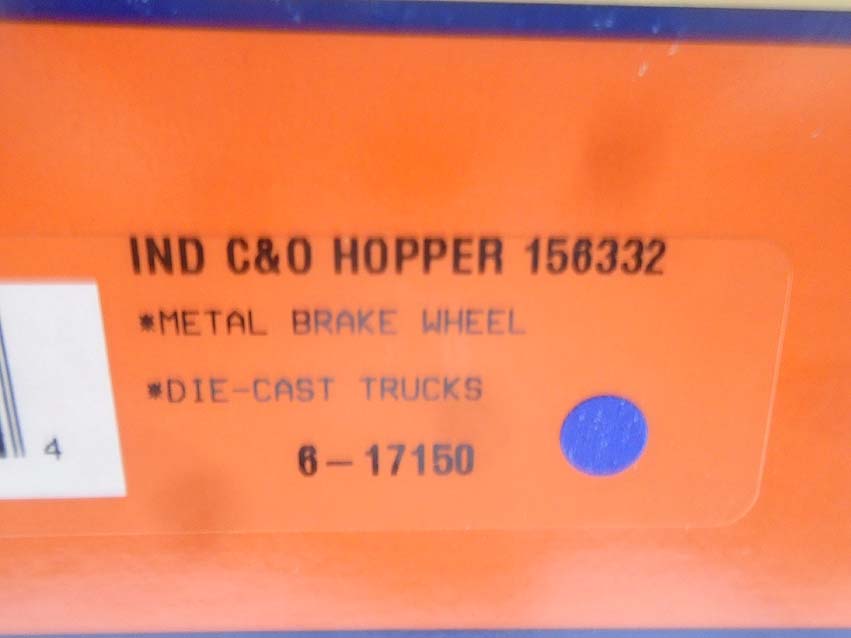 IND C&O HOPPER 156332
*METAL BRAKE WHEEL
*DIE-CAST TRUCKS
6-17150
4